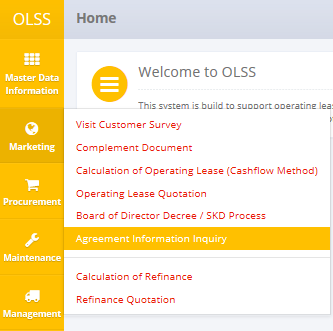 OLSS
Home
Master Data
Information
Welcome to OLSS
This system is build to support operating leas
Marketing
Visit Customer Survey
Complement Document
Calculation of Operating Lease (Cashflow Method)
Operating Lease Quotation
Board of Director Decree / SKD Process
Agreement Information Inquiry
Calculation of Refinance
Refinance Quotation
Procurement
Maintenance
Management